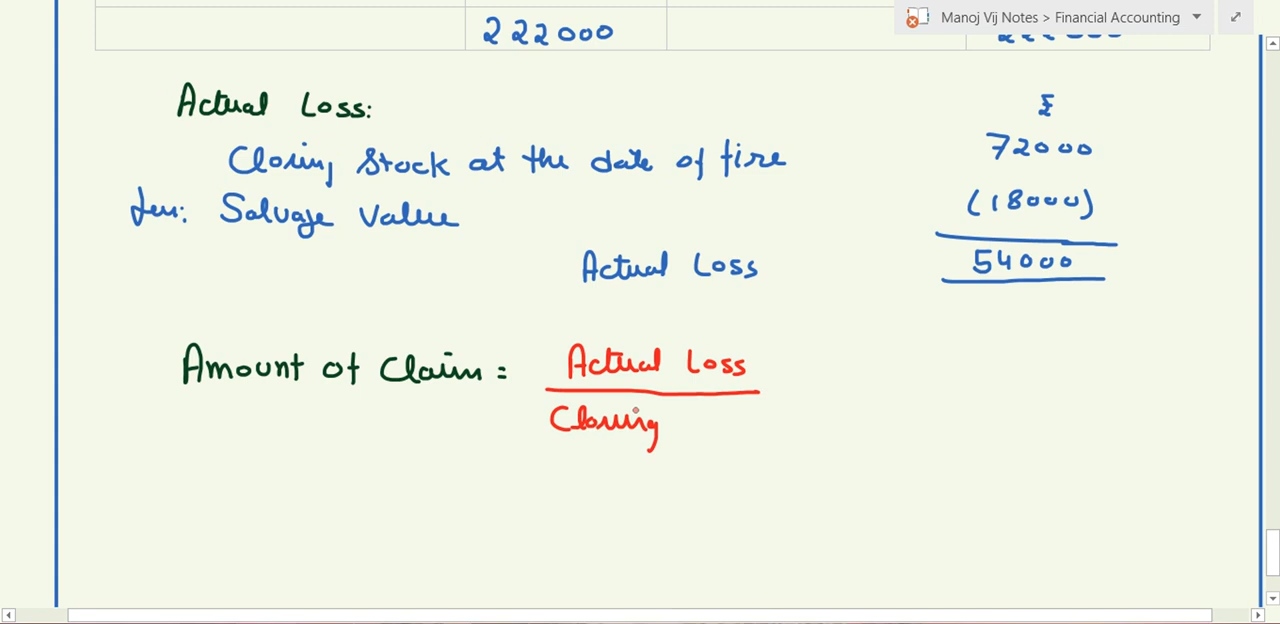 Manoj Vij Notes > Financial Accounting
222000
Actual Loss:
Closing Stock at the date of fire 72000
Less: Salvage Value (18000)
Actual Loss 54000
Amount of Claim = Actual Loss
Closing